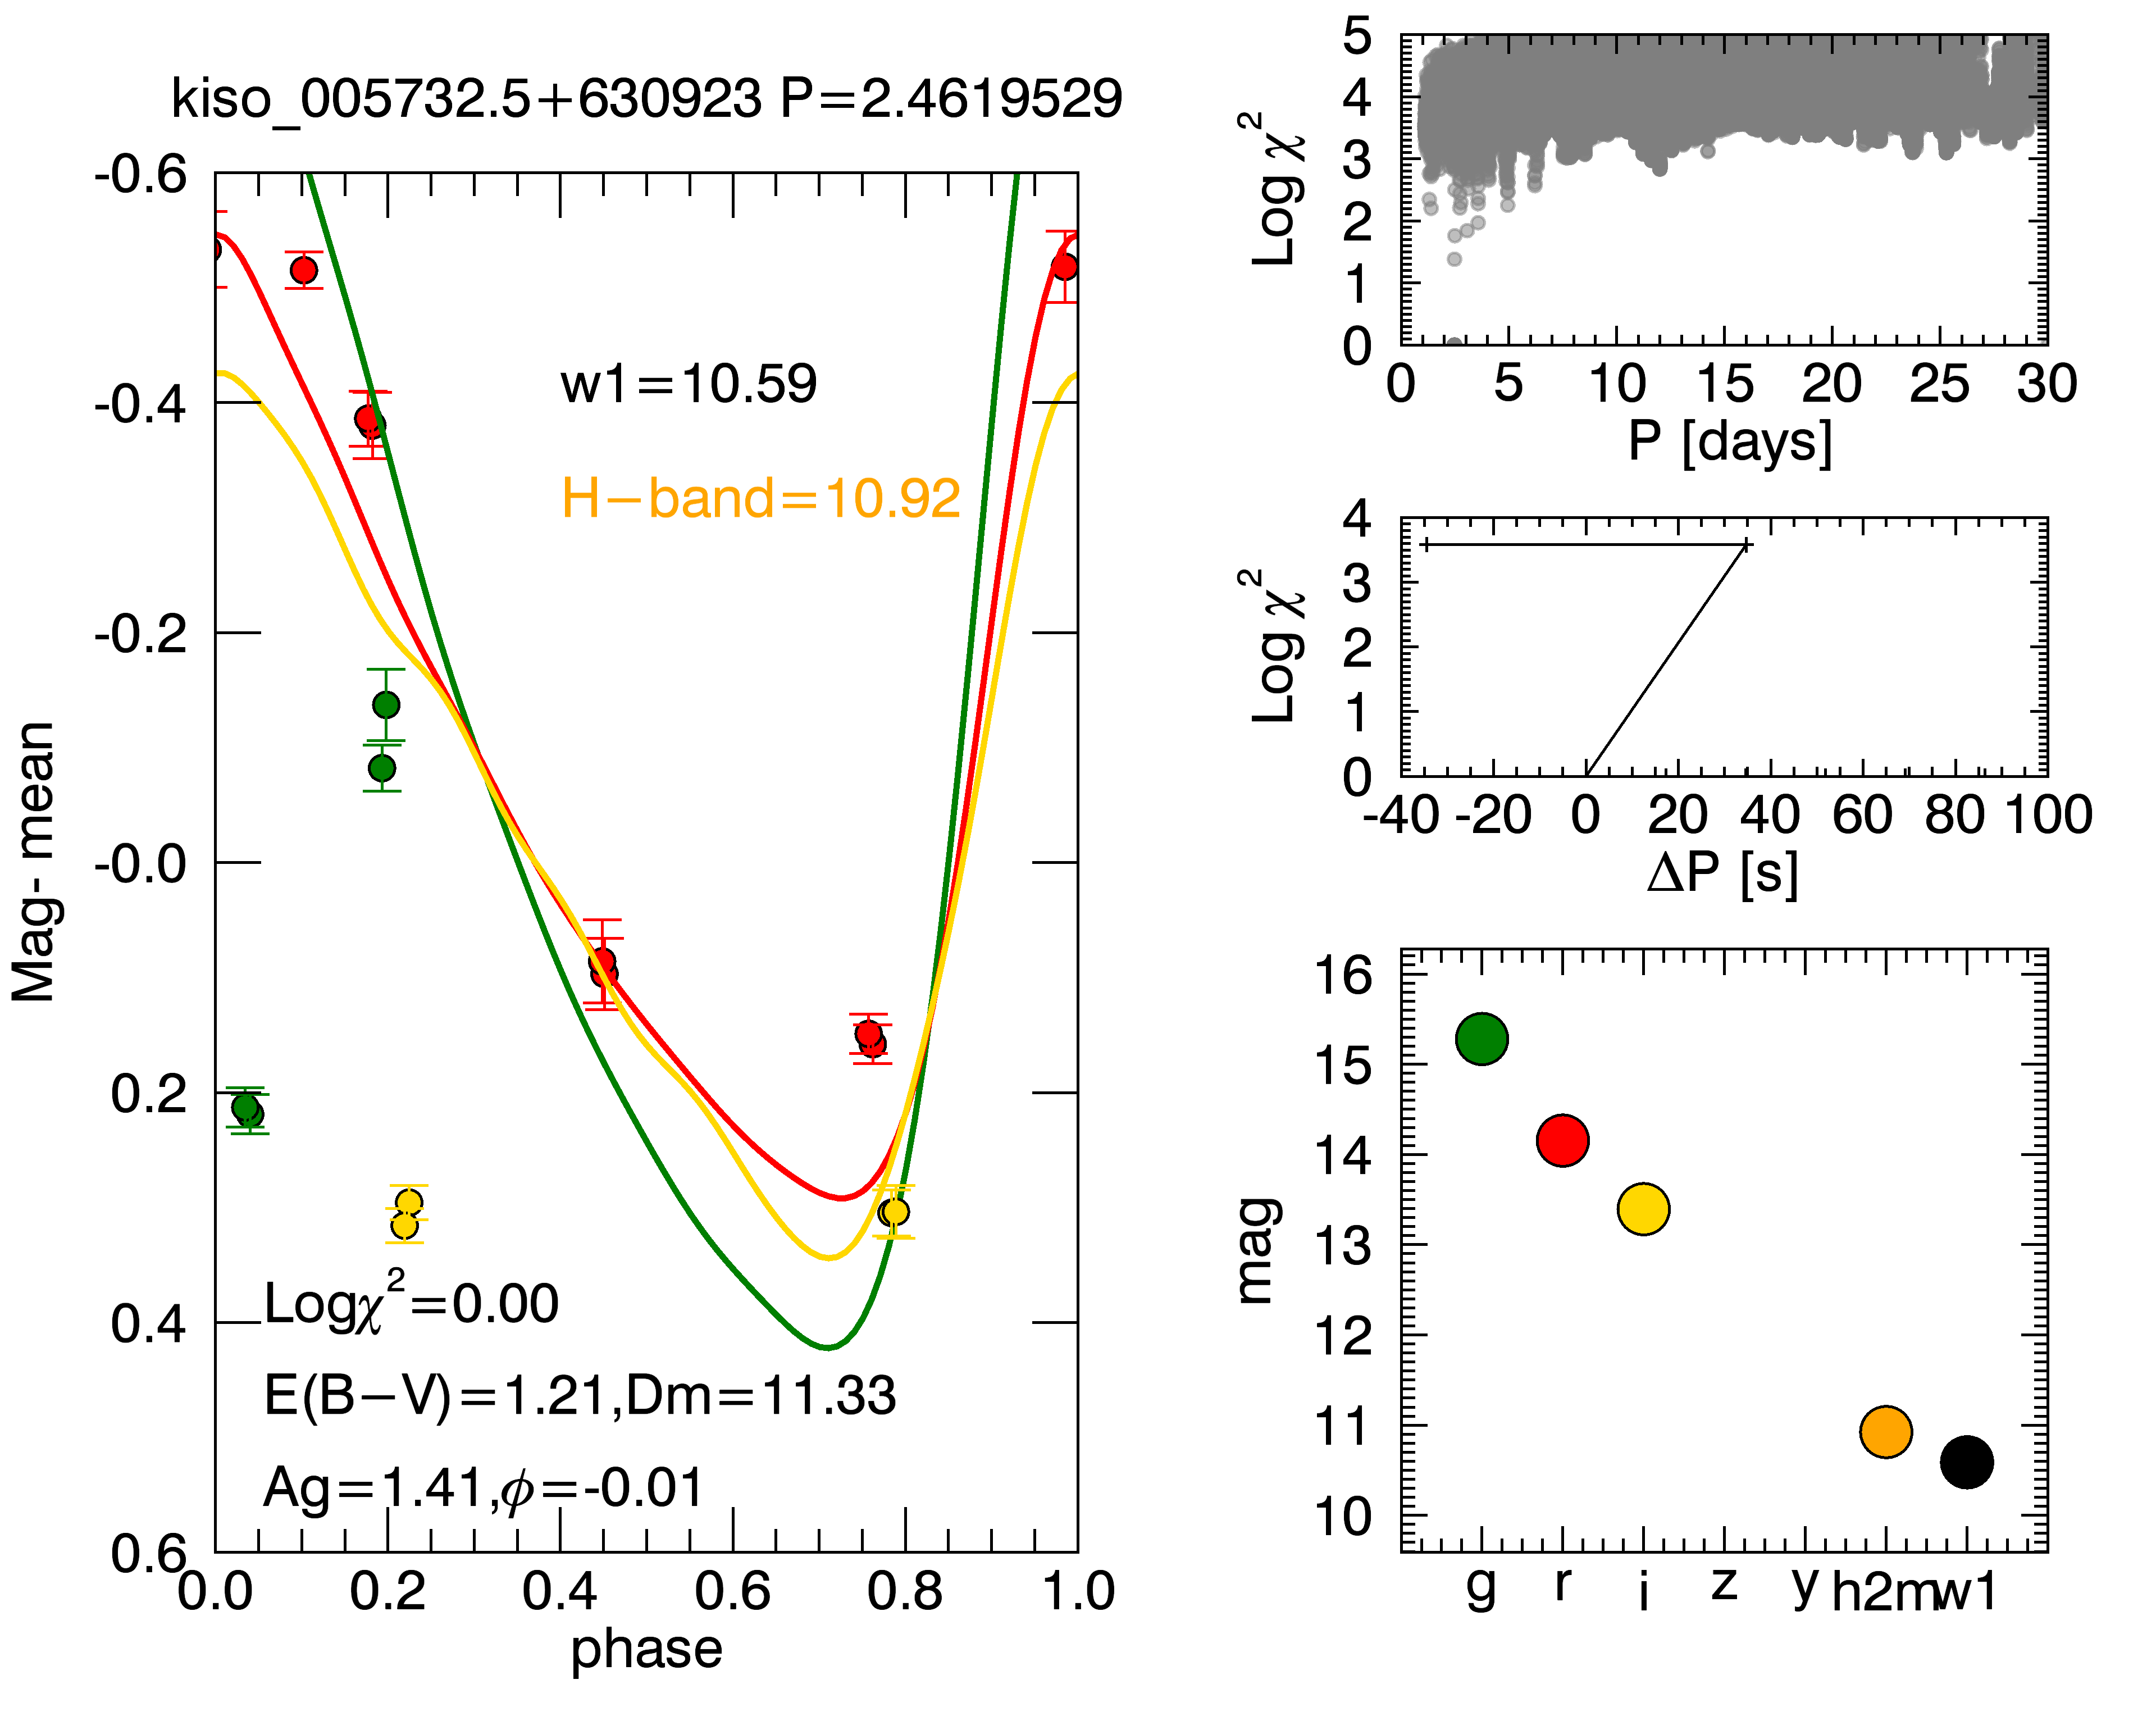 kiso_005732.5+630923 P=2.4619529
-0.6
-0.4
-0.2
-0.0
0.2
0.4
0.6
Mag- mean
w1=10.59
H−band=10.92
Logχ²=0.00
E(B−V)=1.21,Dm=11.33
Ag=1.41,ϕ=-0.01
0.0 0.2 0.4 0.6 0.8 1.0
phase
5
4
3
2
1
0
Log χ²
0 5 10 15 20 25 30
P [days]
4
3
2
1
0
Log χ²
-40 -20 0 20 40 60 80 100
ΔP [s]
16
15
14
13
12
11
10
mag
g r i z y h2m w1